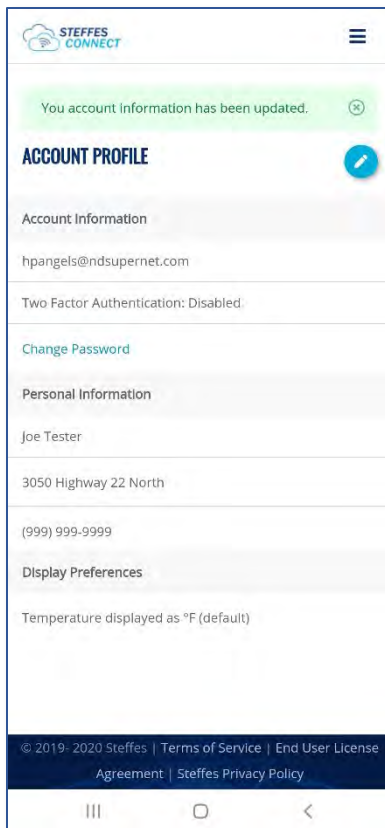 STEFFES
CONNECT
You account information has been updated.
ACCOUNT PROFILE
Account Information
hpangels@ndsupernet.com
Two Factor Authentication: Disabled
Change Password
Personal Information
Joe Tester
3050 Highway 22 North
(999) 999-9999
Display Preferences
Temperature displayed as °F (default)
© 2019- 2020 Steffes | Terms of Service | End User License
Agreement | Steffes Privacy Policy